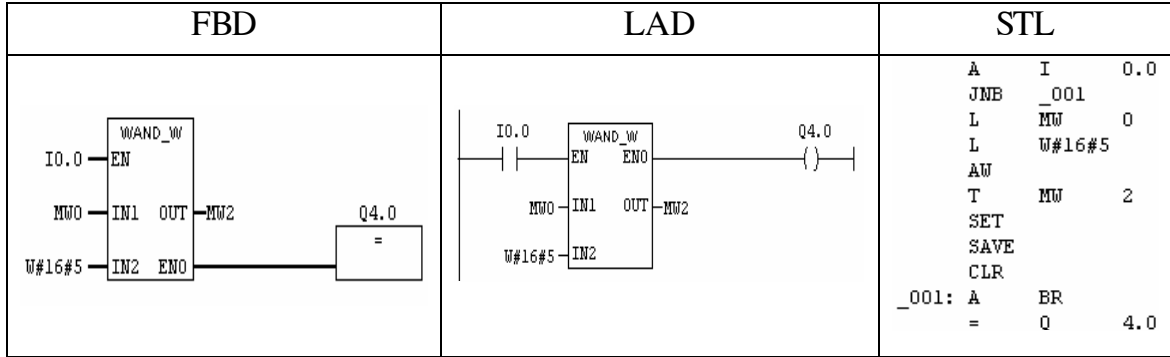 FBD
LAD
STL
WAND_W
I0.0 EN
MW0 IN1 OUT MW2
Q4.0
=
W#16#5 IN2 ENO
I0.0
WAND_W
Q4.0
EN ENO
MW0 IN1 OUT MW2
W#16#5 IN2
A I 0.0
JNB _001
L MW 0
L W#16#5
AW
T MW 2
SET
SAVE
CLR
_001: A BR
= Q 4.0